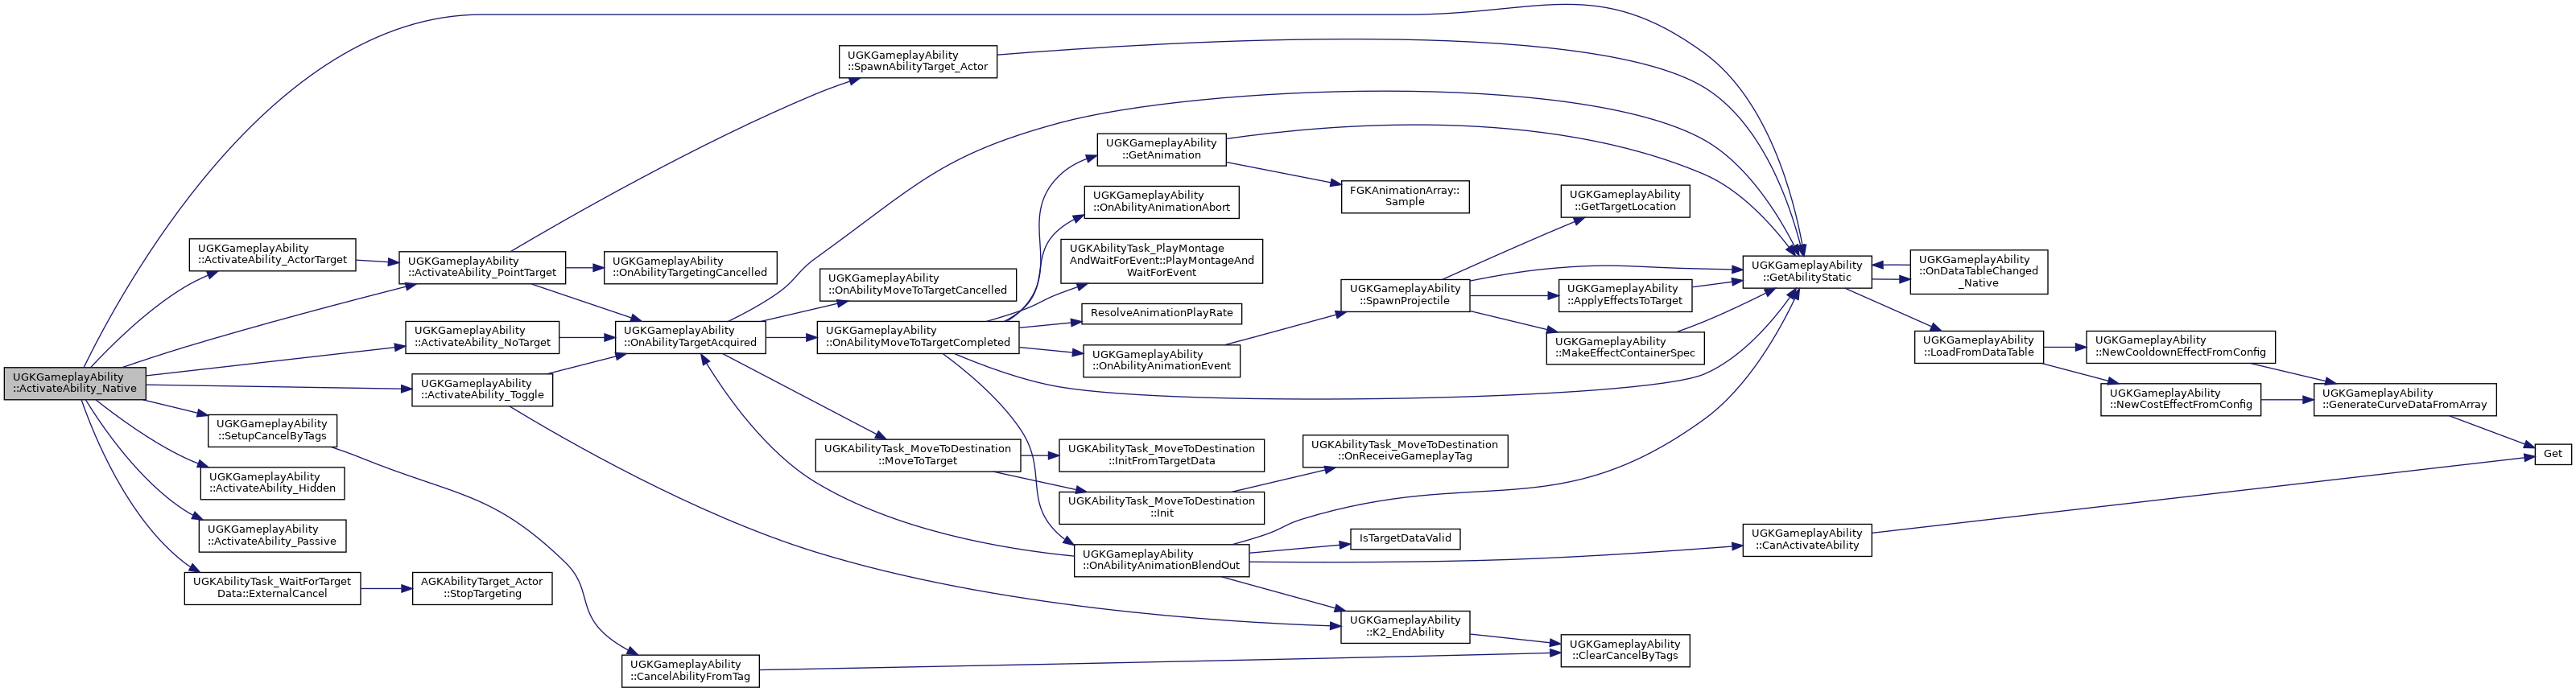 UGKGameplayAbility
::ActivateAbility_Native
UGKGameplayAbility
::ActivateAbility_ActorTarget
UGKGameplayAbility
::ActivateAbility_PointTarget
UGKGameplayAbility
::ActivateAbility_NoTarget
UGKGameplayAbility
::ActivateAbility_Toggle
UGKGameplayAbility
::SetupCancelByTags
UGKGameplayAbility
::ActivateAbility_Hidden
UGKGameplayAbility
::ActivateAbility_Passive
UGKAbilityTask_WaitForTarget
Data::ExternalCancel
AGKAbilityTarget_Actor
::StopTargeting
UGKGameplayAbility
::SpawnAbilityTarget_Actor
UGKGameplayAbility
::OnAbilityTargetingCancelled
UGKGameplayAbility
::OnAbilityTargetAcquired
UGKGameplayAbility
::CancelAbilityFromTag
UGKGameplayAbility
::OnAbilityMoveToTargetCancelled
UGKGameplayAbility
::OnAbilityMoveToTargetCompleted
UGKAbilityTask_MoveToDestination
::MoveToTarget
UGKGameplayAbility
::GetAnimation
UGKGameplayAbility
::OnAbilityAnimationAbort
UGKAbilityTask_PlayMontage
AndWaitForEvent::PlayMontageAnd
WaitForEvent
ResolveAnimationPlayRate
UGKGameplayAbility
::OnAbilityAnimationEvent
UGKAbilityTask_MoveToDestination
::InitFromTargetData
UGKAbilityTask_MoveToDestination
::Init
UGKGameplayAbility
::OnAbilityAnimationBlendOut
FGKAnimationArray::
Sample
UGKGameplayAbility
::SpawnProjectile
UGKAbilityTask_MoveToDestination
::OnReceiveGameplayTag
IsTargetDataValid
UGKGameplayAbility
::K2_EndAbility
UGKGameplayAbility
::GetTargetLocation
UGKGameplayAbility
::ApplyEffectsToTarget
UGKGameplayAbility
::MakeEffectContainerSpec
UGKGameplayAbility
::ClearCancelByTags
UGKGameplayAbility
::GetAbilityStatic
UGKGameplayAbility
::CanActivateAbility
UGKGameplayAbility
::OnDataTableChanged
_Native
UGKGameplayAbility
::LoadFromDataTable
UGKGameplayAbility
::NewCooldownEffectFromConfig
UGKGameplayAbility
::NewCostEffectFromConfig
UGKGameplayAbility
::GenerateCurveDataFromArray
Get